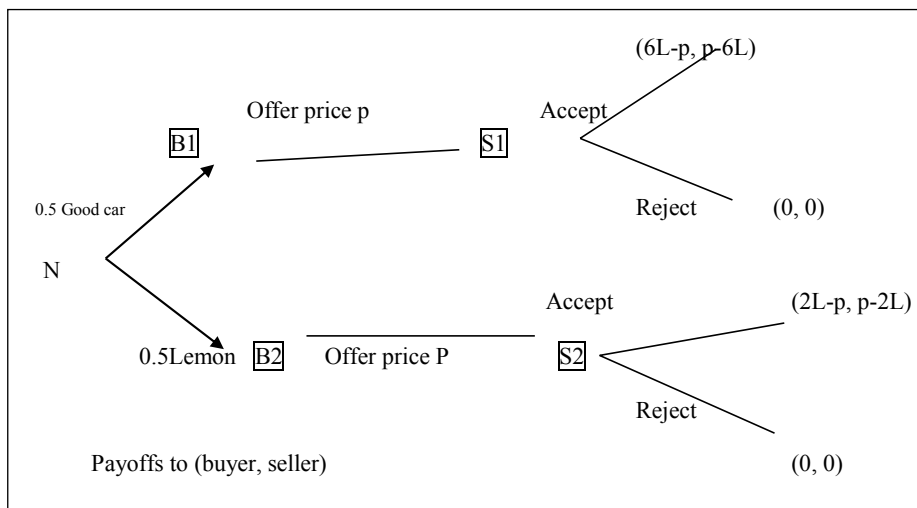 (6L-p, p-6L)
Offer price p
Accept
B1
S1
0.5 Good car
Reject
(0, 0)
N
Accept
(2L-p, p-2L)
0.5Lemon
B2
Offer price P
S2
Reject
Payoffs to (buyer, seller)
(0, 0)